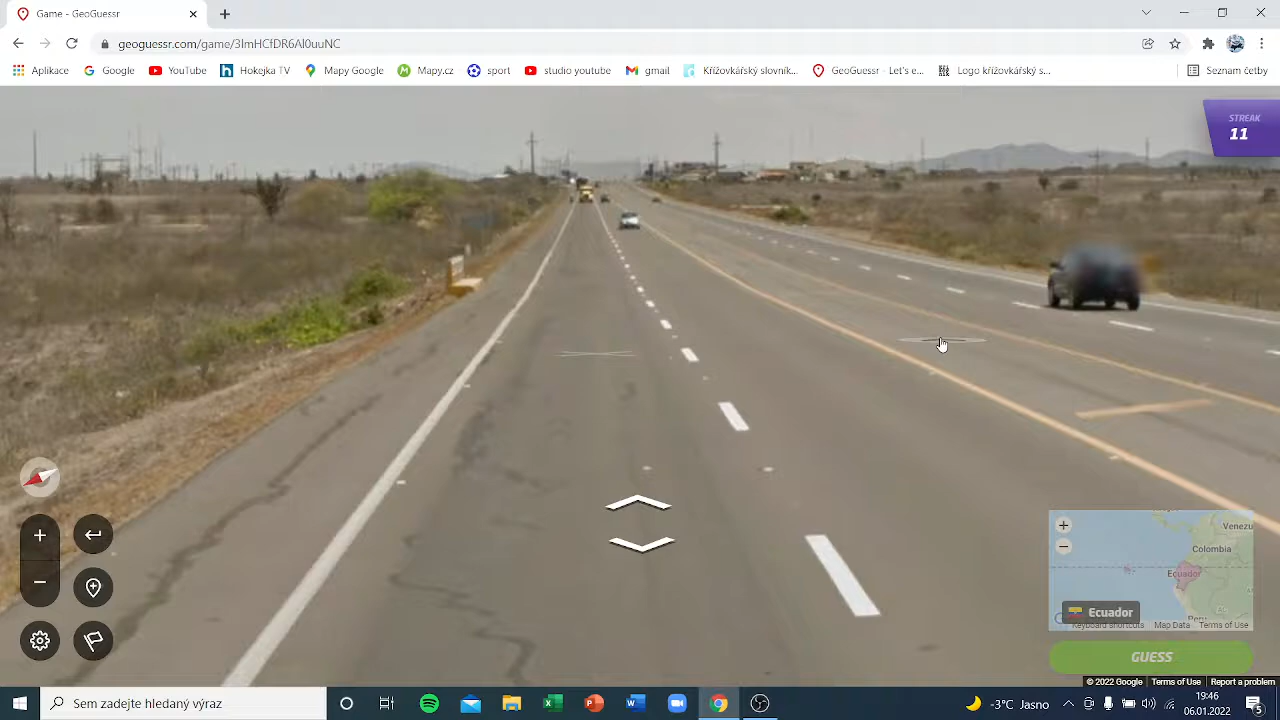 Game - GeoGuessr
geoguessr.com/game/3lmHCfDR6Al0uuNC
Aplikace
Google
YouTube
Hokejka TV
Mapy Google
Mapy.cz
sport
studio youtube
gmail
Křížovkářský slovník...
GeoGuessr - Let's e...
Logo křížovkářský s...
Seznam četby
STREAK
11
Venezu
Colombia
Ecuador
Ecuador
Peru
Keyboard shortcuts
Map Data
Terms of Use
GUESS
© 2022 Google
Terms of Use
Report a problem
Sem zadejte hledaný výraz
-3°C Jasno
19:46
06.01.2022